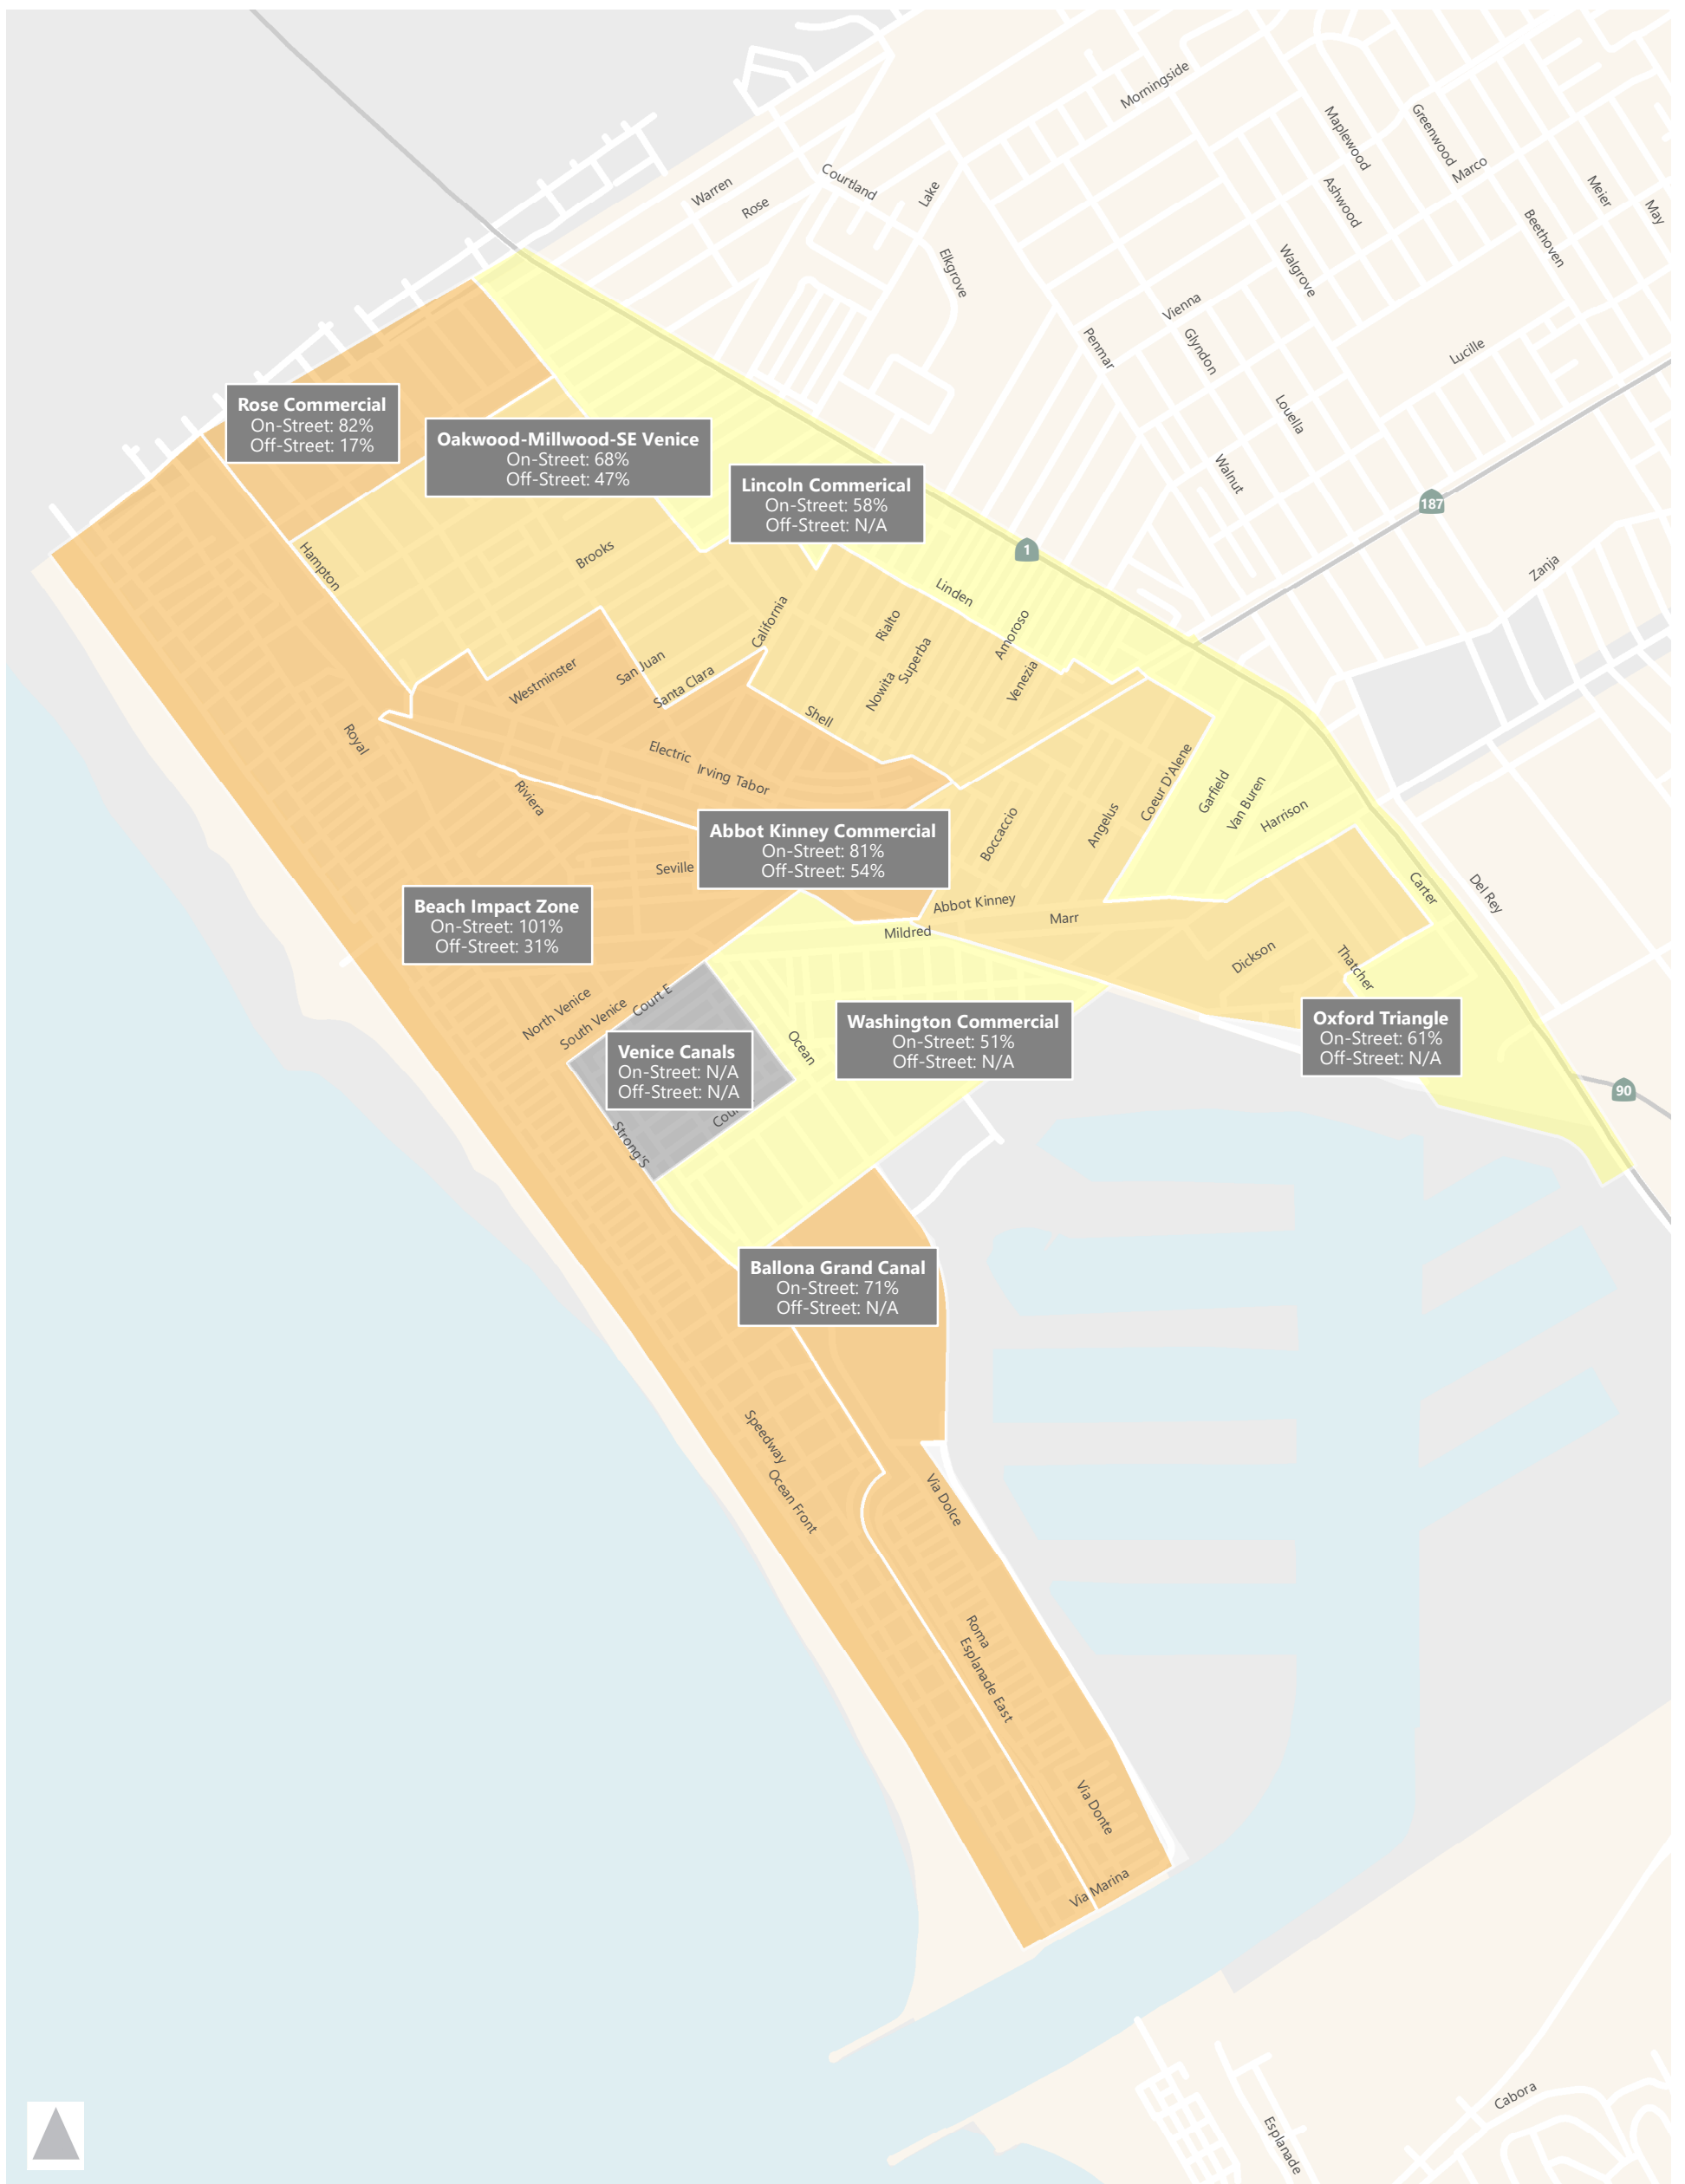 Morningside
Maplewood
Greenwood
Marco
Ashwood
Meier
May
Beethoven
Warren
Rose
Courtland
Lake
Elkgrove
Walgrove
Vienna
Glyndon
Penmar
Lucille
Louella
Walnut
187
Zanja
1
Rose Commercial
On-Street: 82%
Off-Street: 17%
Oakwood-Millwood-SE Venice
On-Street: 68%
Off-Street: 47%
Lincoln Commerical
On-Street: 58%
Off-Street: N/A
Hampton
Brooks
Linden
California
Rialto
Superba
Nowita
Amoroso
Venezia
Westminster
San Juan
Santa Clara
Shell
Royal
Electric
Irving Tabor
Riviera
Coeur D'Alene
Garfield
Van Buren
Harrison
Angelus
Boccaccio
Abbot Kinney Commercial
On-Street: 81%
Off-Street: 54%
Seville
Abbot Kinney
Marr
Mildred
Carter
Del Rey
Beach Impact Zone
On-Street: 101%
Off-Street: 31%
Dickson
Thatcher
North Venice
South Venice
Court E
Ocean
Washington Commercial
On-Street: 51%
Off-Street: N/A
Oxford Triangle
On-Street: 61%
Off-Street: N/A
Venice Canals
On-Street: N/A
Off-Street: N/A
90
Strong'S
Ballona Grand Canal
On-Street: 71%
Off-Street: N/A
Speedway
Ocean Front
Via Dolce
Roma
Esplanade East
Via Donte
Via Marina
Cabora
Esplanade